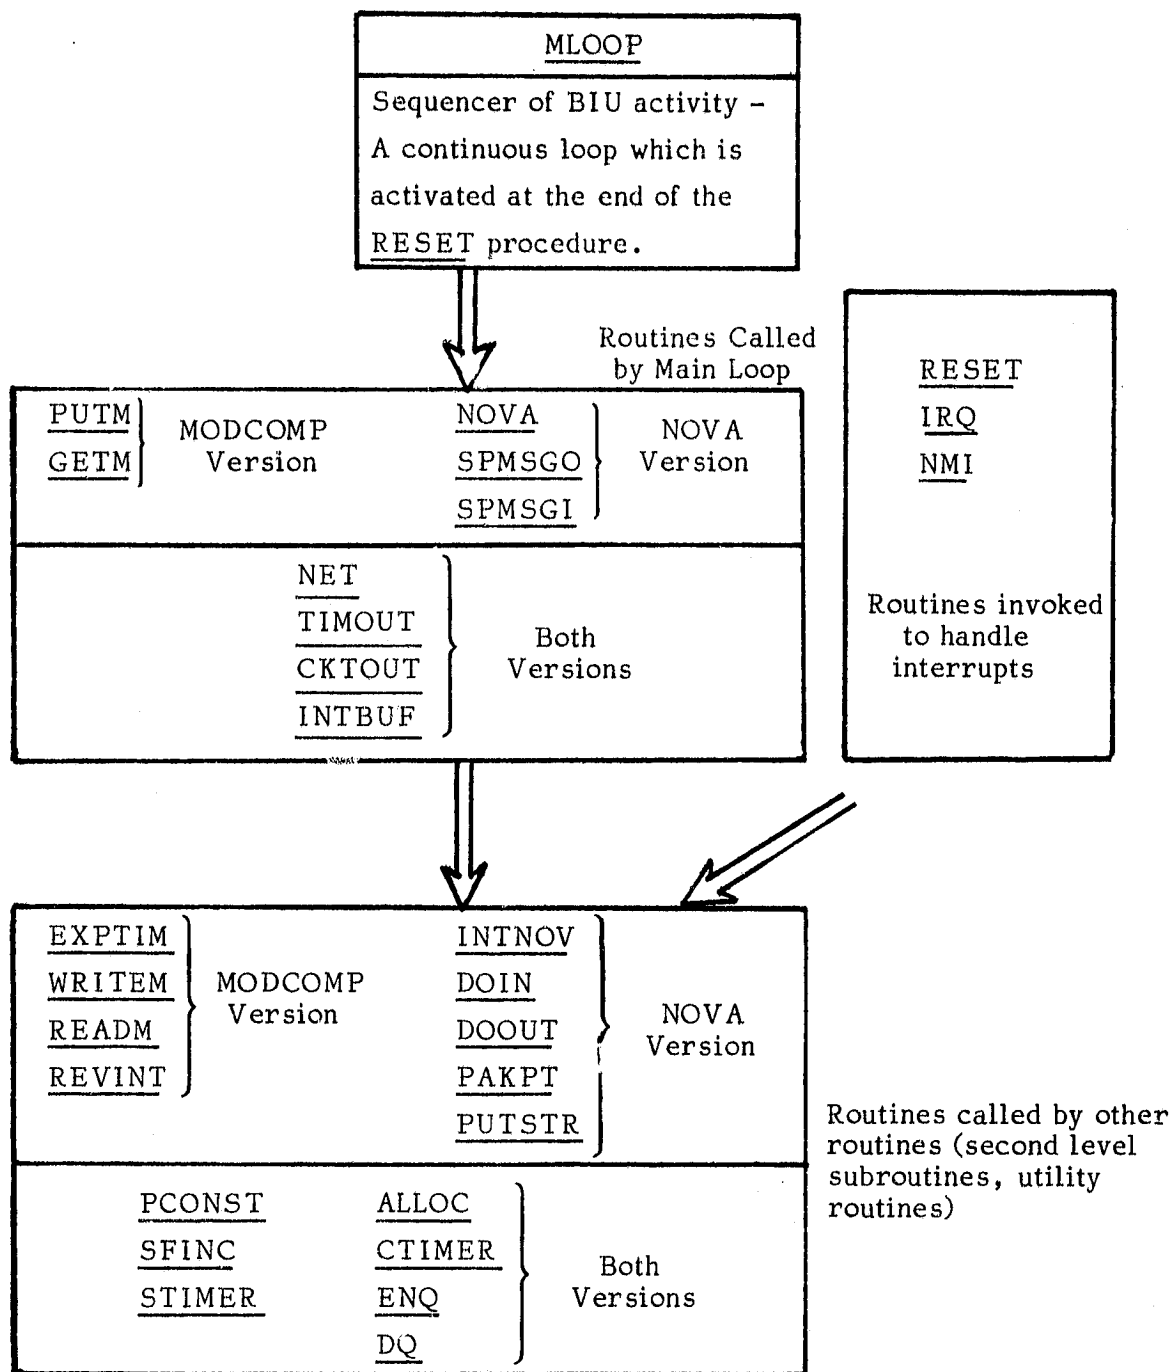 MLOOP
Sequencer of BIU activity –
A continuous loop which is
activated at the end of the
RESET procedure.
Routines Called
by Main Loop
PUTM
GETM
MODCOMP
Version
NOVA
SPMSGO
SPMSGI
NOVA
Version
NET
TIMOUT
CKTOUT
INTBUF
Both
Versions
RESET
IRQ
NMI
Routines invoked
to handle
interrupts
EXPTIM
WRITEM
READM
REVINT
MODCOMP
Version
INTNOV
DOIN
DOOUT
PAKPT
PUTSTR
NOVA
Version
PCONST
SFINC
STIMER
ALLOC
CTIMER
ENQ
DQ
Both
Versions
Routines called by other
routines (second level
subroutines, utility
routines)